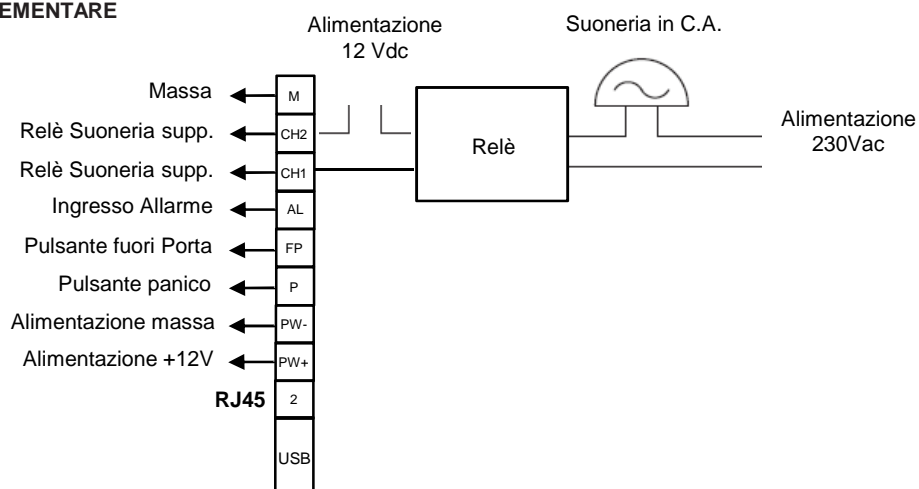 EMENTARE
Alimentazione
12 Vdc
Suoneria in C.A.
Massa
M
Relè Suoneria supp.
CH2
Relè
Alimentazione
230Vac
Relè Suoneria supp.
CH1
Ingresso Allarme
AL
Pulsante fuori Porta
FP
Pulsante panico
P
Alimentazione massa
PW-
Alimentazione +12V
PW+
RJ45
2
USB